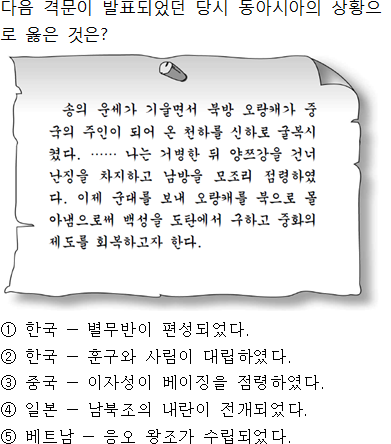 다음 격문이 발표되었던 당시 동아시아의 상황으
로 옳은 것은?
송의 운세가 기울면서 북방 오랑캐가 중
국의 주인이 되어 온 천하를 신하로 굴복시
켰다. …… 나는 거병한 뒤 양쯔강을 건너
난징을 차지하고 남방을 모조리 점령하였
다. 이제 군대를 보내 오랑캐를 북으로 몰
아냄으로써 백성을 도탄에서 구하고 중화의
제도를 회복하고자 한다.
① 한국 － 별무반이 편성되었다.
② 한국 － 훈구와 사림이 대립하였다.
③ 중국 － 이자성이 베이징을 점령하였다.
④ 일본 － 남북조의 내란이 전개되었다.
⑤ 베트남 － 응오 왕조가 수립되었다.